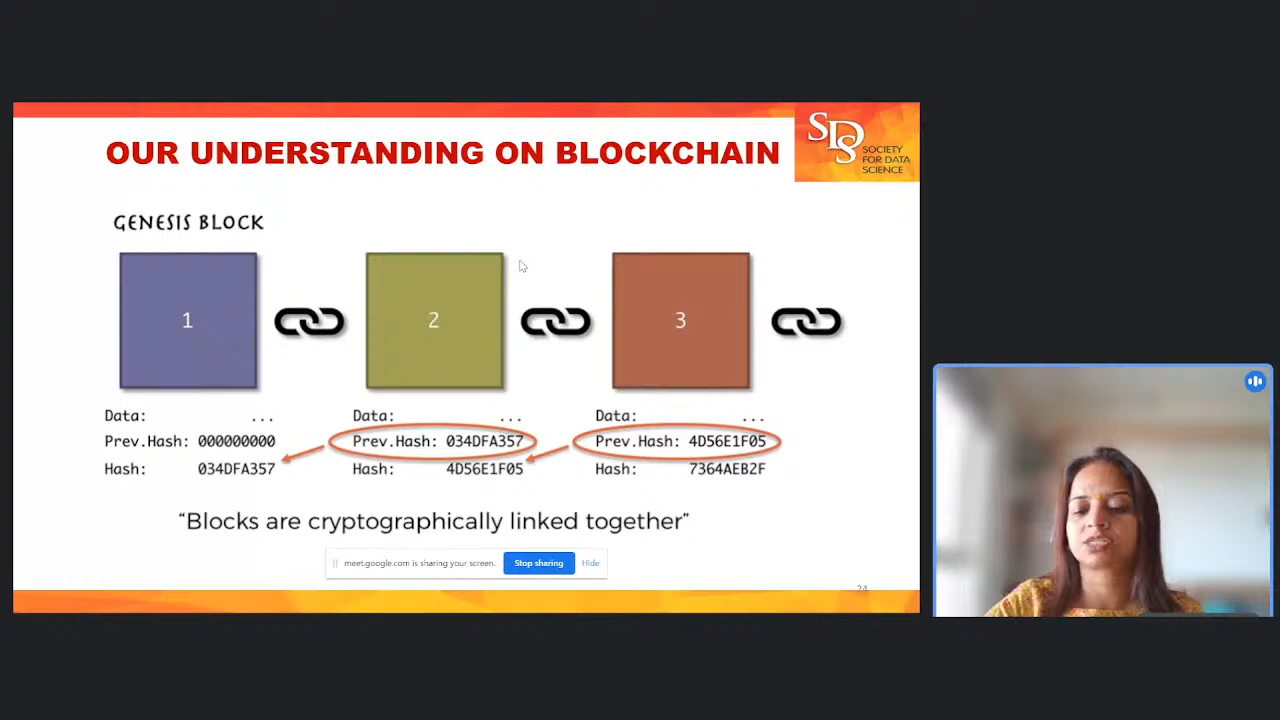 OUR UNDERSTANDING ON BLOCKCHAIN
SDS
SOCIETY
FOR DATA
SCIENCE
GENESIS BLOCK
1
2
3
Data: ...
Prev.Hash: 000000000
Hash: 034DFA357
Data: ...
Prev.Hash: 034DFA357
Hash: 4D56E1F05
Data: ...
Prev.Hash: 4D56E1F05
Hash: 7364AEB2F
“Blocks are cryptographically linked together”
meet.google.com is sharing your screen.
Stop sharing
Hide
24